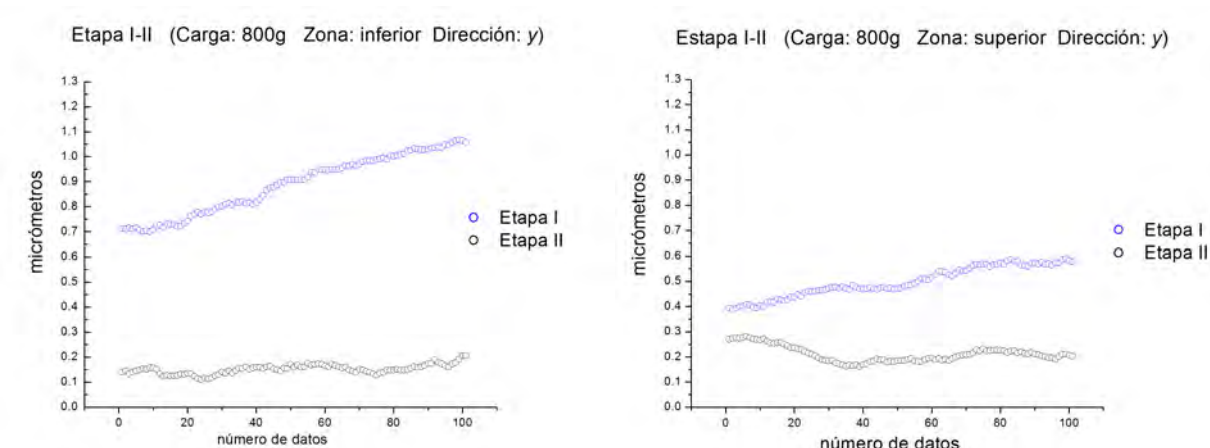 Etapa I-II (Carga: 800g Zona: inferior Dirección: y)
1.3
1.2
1.1
1.0
0.9
0.8
0.7
0.6
0.5
0.4
0.3
0.2
0.1
0.0
micrómetros
0 20 40 60 80 100
número de datos
Etapa I
Etapa II
Estapa I-II (Carga: 800g Zona: superior Dirección: y)
1.3
1.2
1.1
1.0
0.9
0.8
0.7
0.6
0.5
0.4
0.3
0.2
0.1
0.0
micrómetros
0 20 40 60 80 100
número de datos
Etapa I
Etapa II